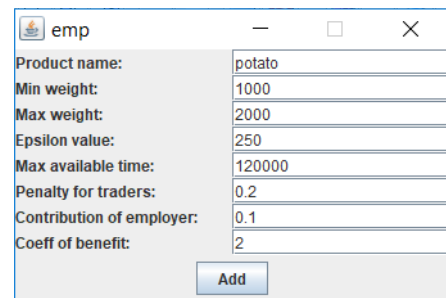 emp
Product name: potato
Min weight: 1000
Max weight: 2000
Epsilon value: 250
Max available time: 120000
Penalty for traders: 0.2
Contribution of employer: 0.1
Coeff of benefit: 2
Add